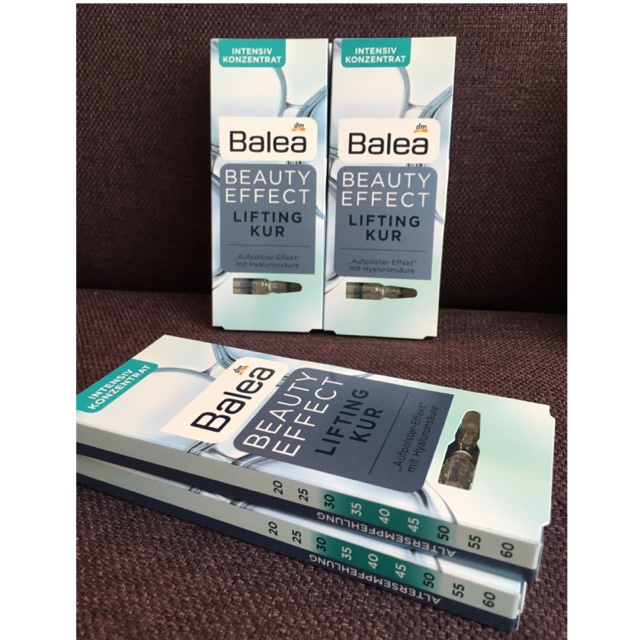 INTENSIV
KONZENTRAT
dm
Balea
BEAUTY
EFFECT
LIFTING
KUR
„Aufpolster-Effekt“
mit Hyaluronsäure
INTENSIV
KONZENTRAT
dm
Balea
BEAUTY
EFFECT
LIFTING
KUR
„Aufpolster-Effekt“
mit Hyaluronsäure
INTENSIV
KONZENTRAT
dm
Balea
BEAUTY
EFFECT
LIFTING
KUR
„Aufpolster-Effekt“
mit Hyaluronsäure
20 25 30 35 40 45 50 55 60
ALTERSEMPFEHLUNG
20 25 30 35 40 45 50 55 60
ALTERSEMPFEHLUNG